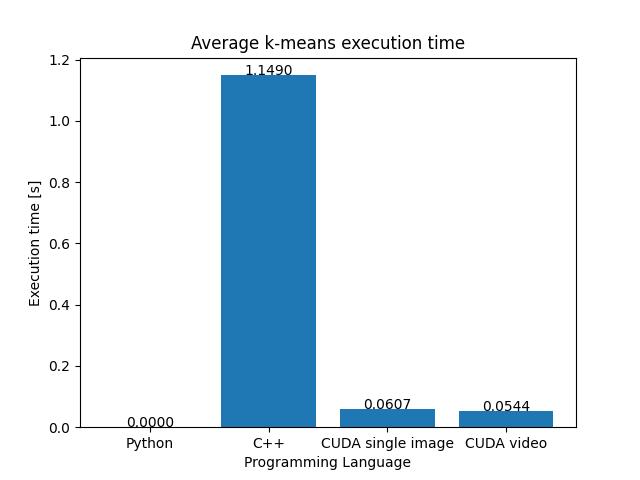 Average k-means execution time
1.2
1.0
0.8
0.6
0.4
0.2
0.0
Execution time [s]
0.0000
1.1490
0.0607
0.0544
Python
C++
CUDA single image
CUDA video
Programming Language